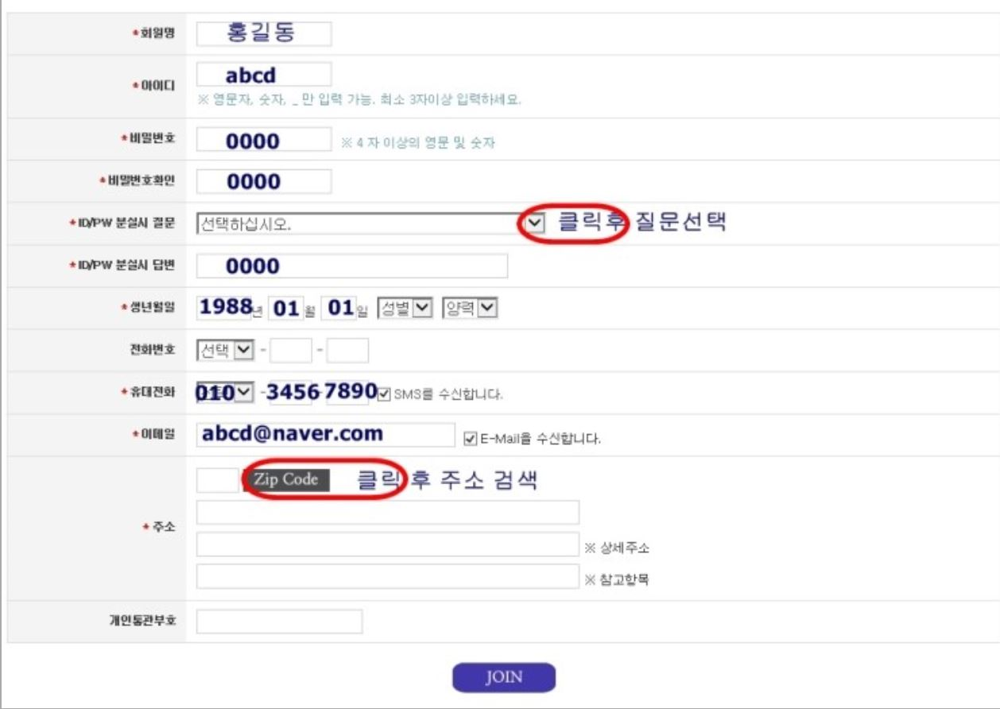 *회원명 홍길동
*아이디 abcd
※ 영문자, 숫자, _ 만 입력 가능. 최소 3자이상 입력하세요.
*비밀번호 0000 ※ 4 자 이상의 영문 및 숫자
*비밀번호확인 0000
*ID/PW 분실시 질문 선택하십시오. 클릭후 질문선택
*ID/PW 분실시 답변 0000
*생년월일 1988년 01월 01일 성별 양력
전화번호 선택 - -
*휴대전화 010 -3456-7890 SMS를 수신합니다.
*이메일 abcd@naver.com E-Mail을 수신합니다.
Zip Code 클릭 후 주소 검색
*주소
※ 상세주소
※ 참고항목
개인통관부호
JOIN